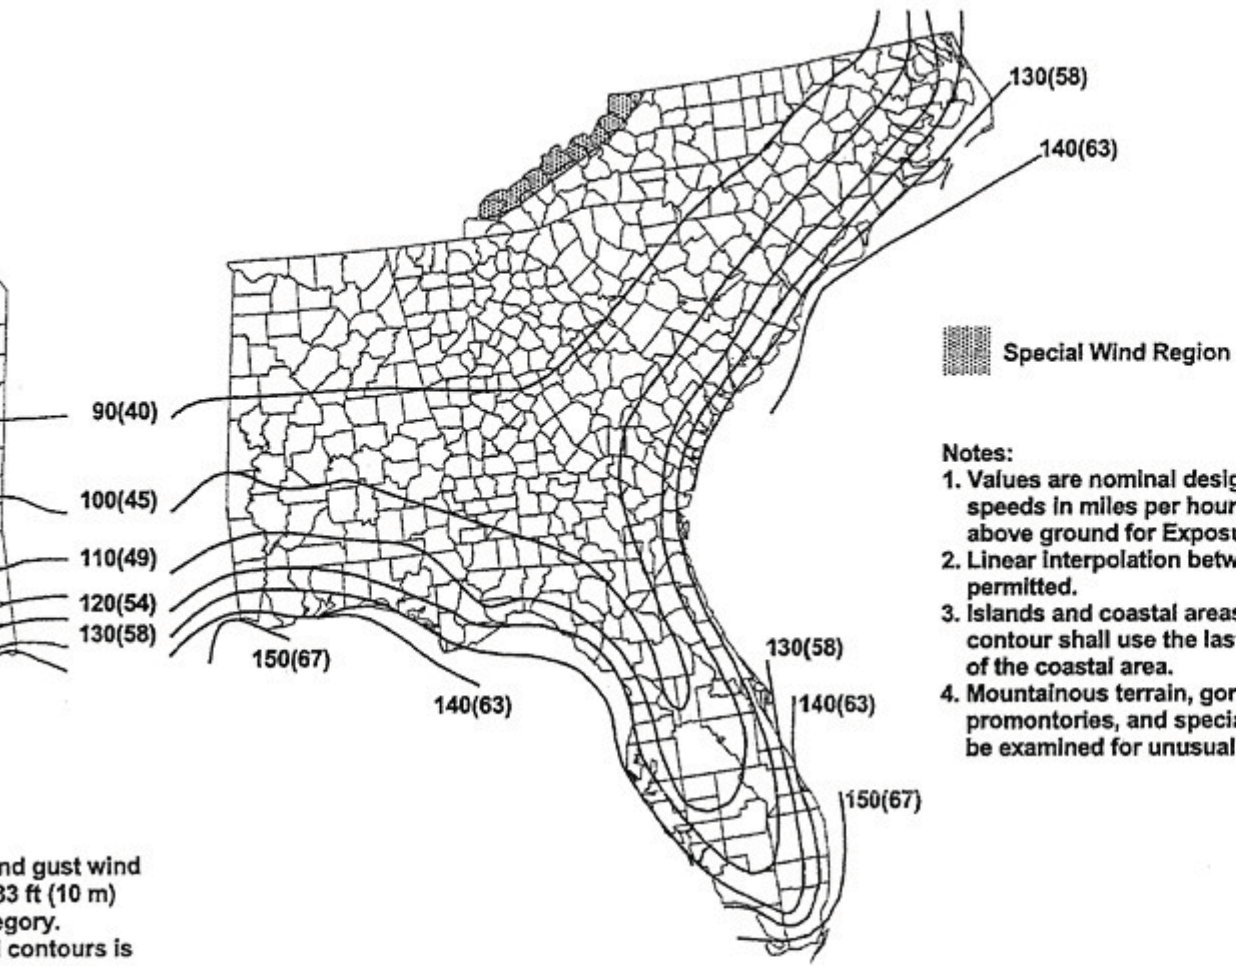 130(58)
140(63)
Special Wind Region
90(40)
100(45)
110(49)
120(54)
130(58)
150(67)
140(63)
130(58)
140(63)
150(67)
Notes:
1. Values are nominal desig
speeds in miles per hour
above ground for Exposu
2. Linear interpolation betw
permitted.
3. Islands and coastal areas
contour shall use the last
of the coastal area.
4. Mountainous terrain, gor
promontories, and specia
be examined for unusual
nd gust wind
33 ft (10 m)
egory.
l contours is